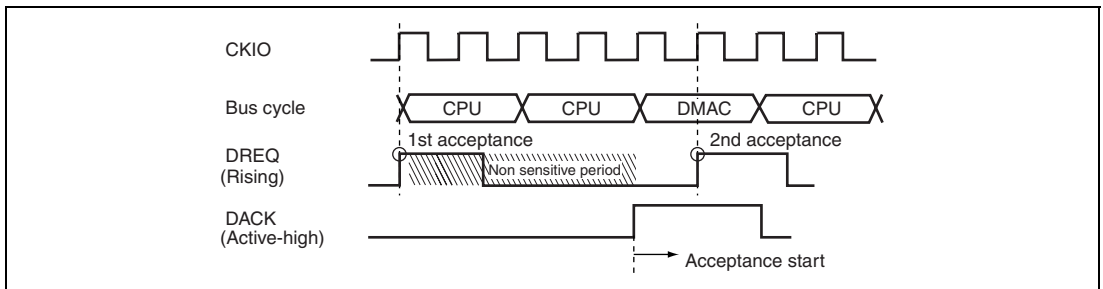 CKIO
Bus cycle CPU CPU DMAC CPU
1st acceptance 2nd acceptance
DREQ
(Rising) Non sensitive period
DACK
(Active-high)
Acceptance start